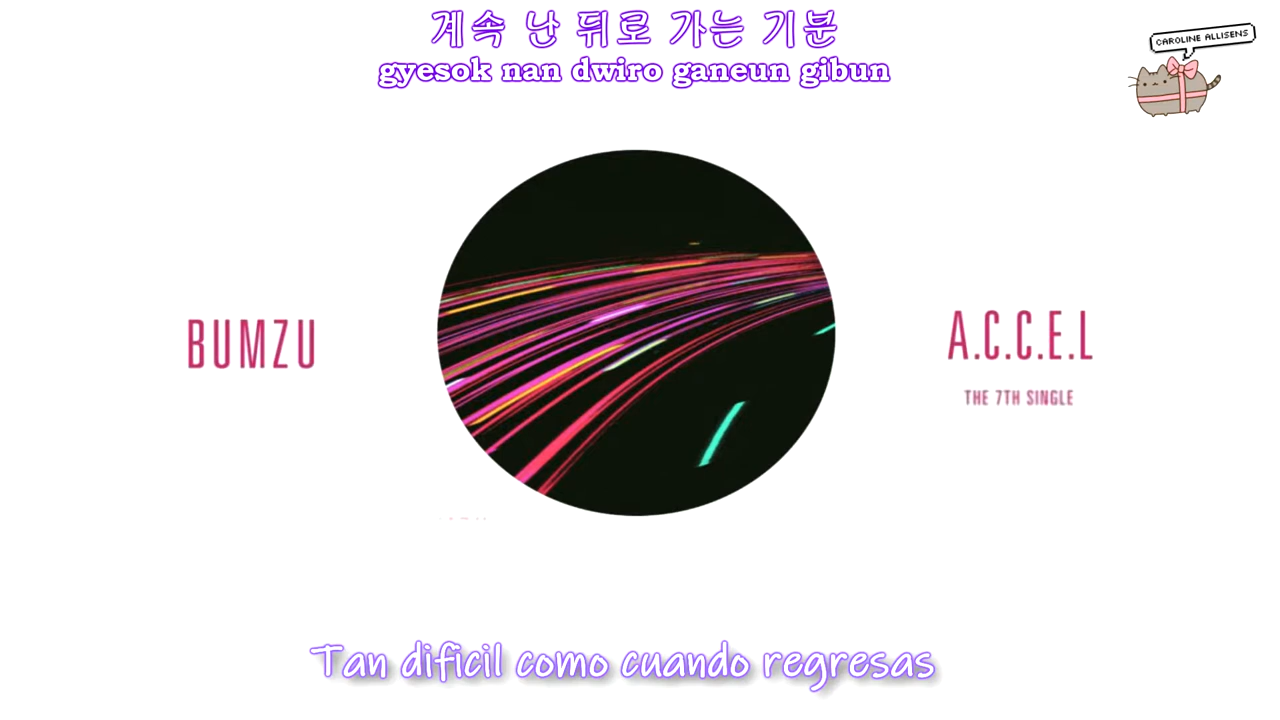 계속 난 뒤로 가는 기분
gyesok nan dwiro ganeun gibun
CAROLINE ALLISENS
BUMZU
A.C.C.E.L
THE 7TH SINGLE
Tan dificil como cuando regresas